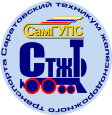 Саратовский техникум железнодорожного транспорта
СамГУПС
СТЖТ